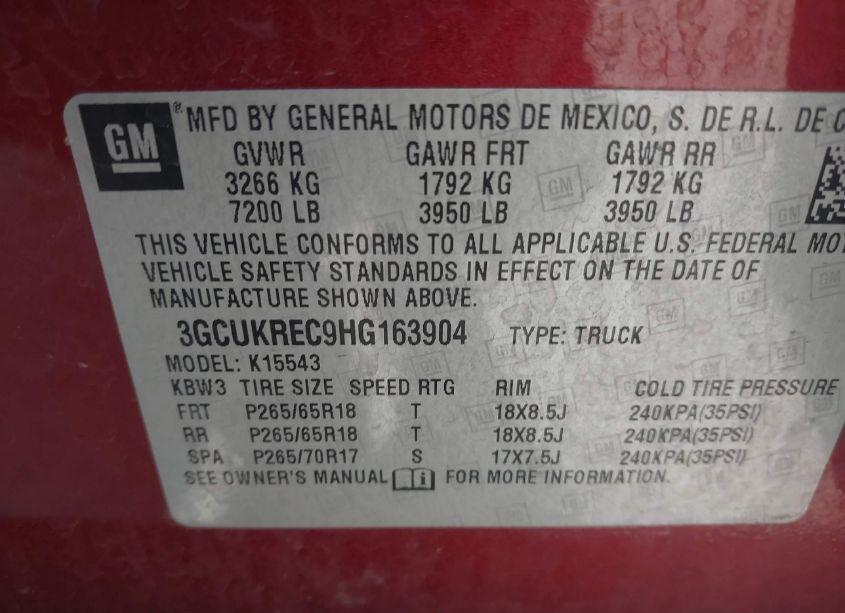 GM ® MFD BY GENERAL MOTORS DE MEXICO, S. DE R.L. DE C
GVWR GAWR FRT GAWR RR
3266 KG 1792 KG 1792 KG
7200 LB 3950 LB 3950 LB
THIS VEHICLE CONFORMS TO ALL APPLICABLE U.S. FEDERAL MOT
VEHICLE SAFETY STANDARDS IN EFFECT ON THE DATE OF
MANUFACTURE SHOWN ABOVE.
3GCUKREC9HG163904 TYPE: TRUCK
MODEL: K15543
KBW3 TIRE SIZE SPEED RTG RIM COLD TIRE PRESSURE
FRT P265/65R18 T 18X8.5J 240KPA(35PSI)
RR P265/65R18 T 18X8.5J 240KPA(35PSI)
SPA P265/70R17 S 17X7.5J 240KPA(35PSI)
SEE OWNER'S MANUAL i FOR MORE INFORMATION.